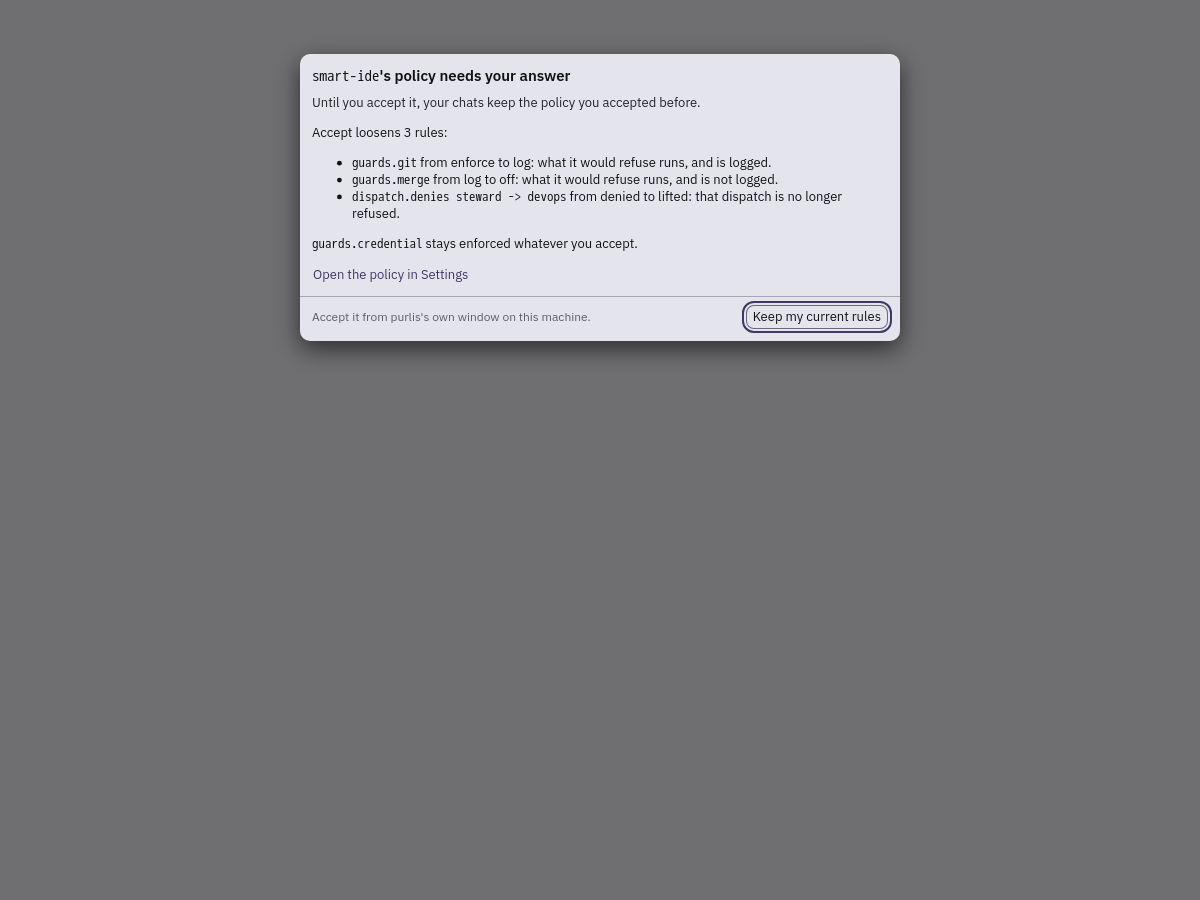 smart-ide's policy needs your answer
Until you accept it, your chats keep the policy you accepted before.
Accept loosens 3 rules:
• guards.git from enforce to log: what it would refuse runs, and is logged.
• guards.merge from log to off: what it would refuse runs, and is not logged.
• dispatch.denies steward -> devops from denied to lifted: that dispatch is no longer
refused.
guards.credential stays enforced whatever you accept.
Open the policy in Settings
Accept it from purlis's own window on this machine.
Keep my current rules